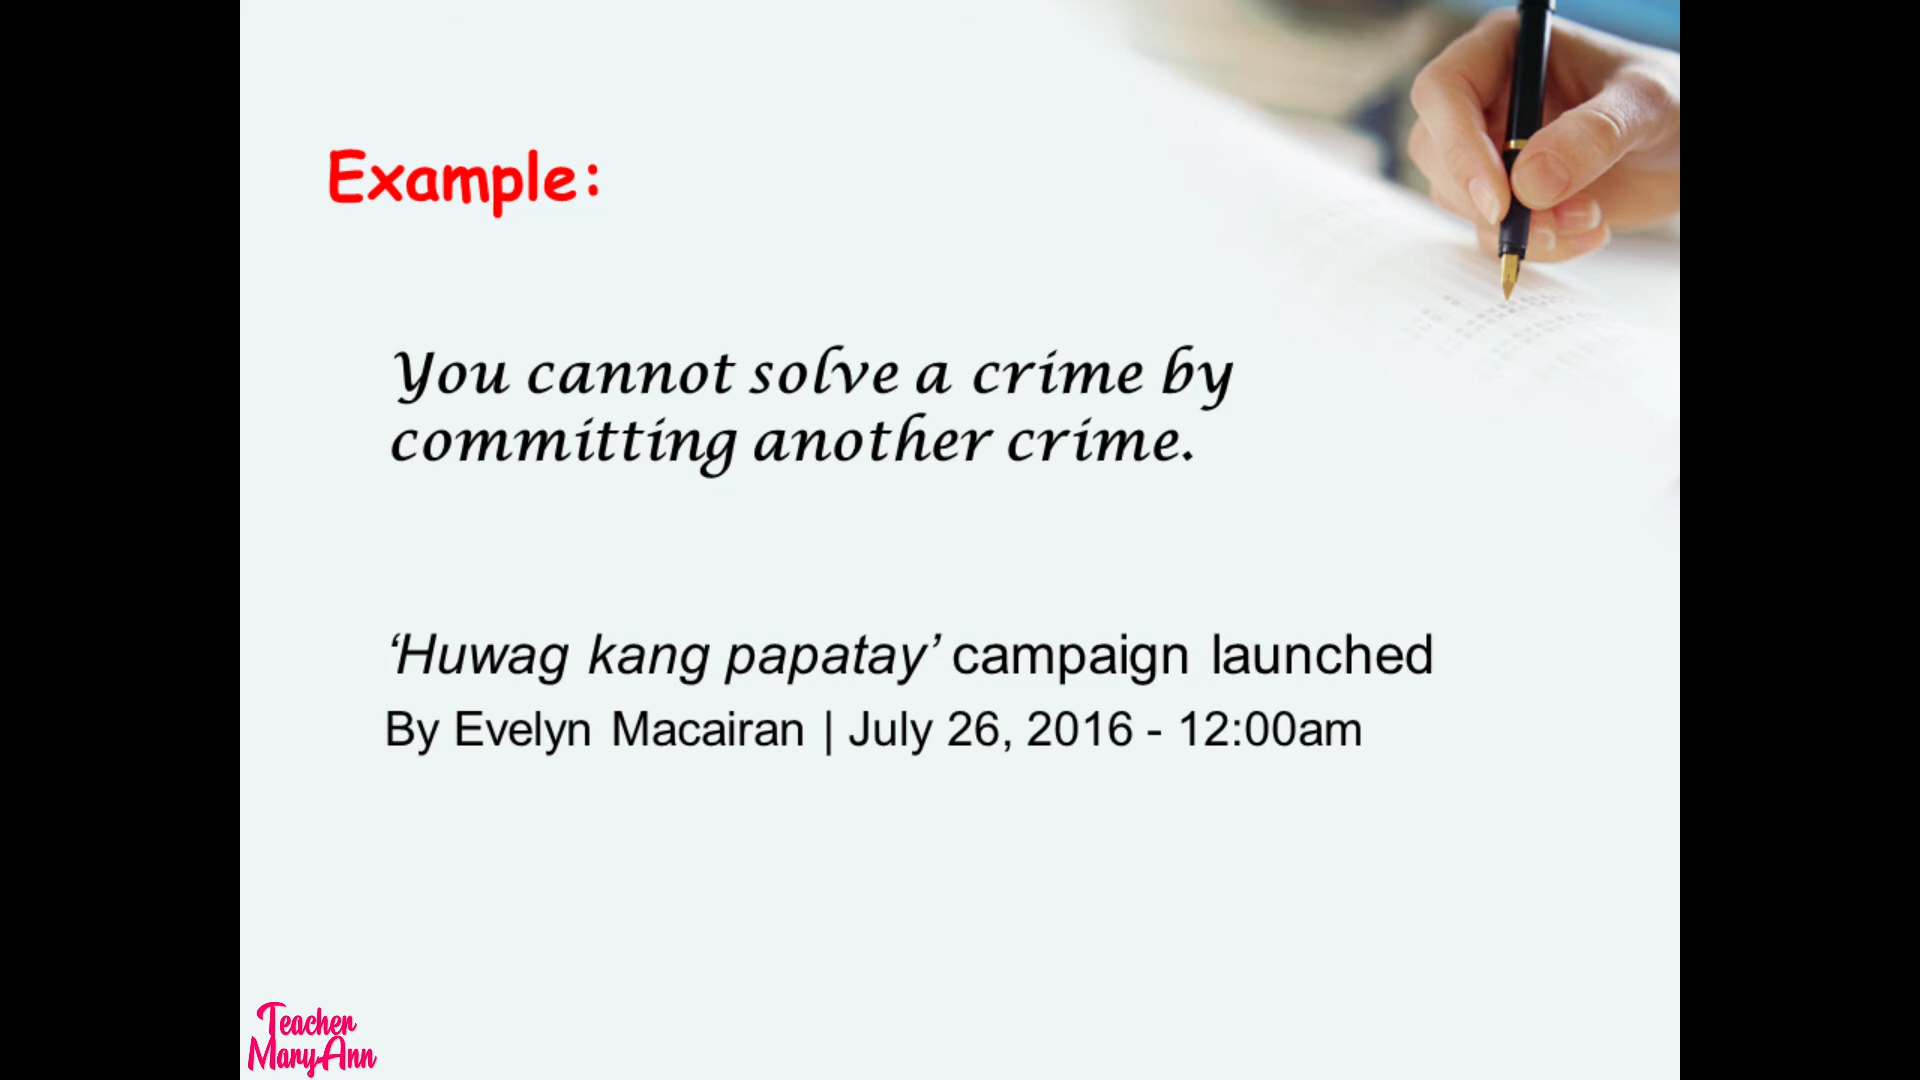 Example:
You cannot solve a crime by
committing another crime.
‘Huwag kang papatay’ campaign launched
By Evelyn Macairan | July 26, 2016 - 12:00am
Teacher
MaryAnn